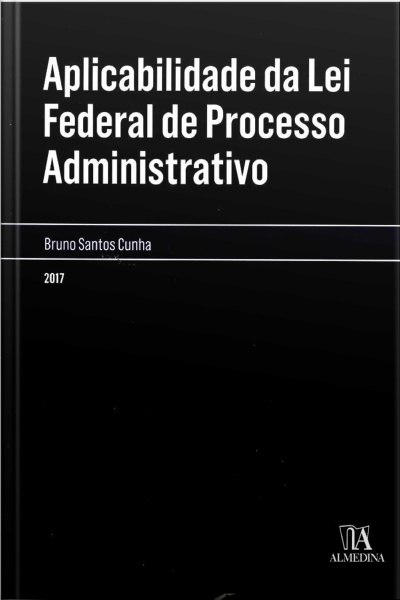 Aplicabilidade da Lei
Federal de Processo
Administrativo
Bruno Santos Cunha
2017
ALMEDINA